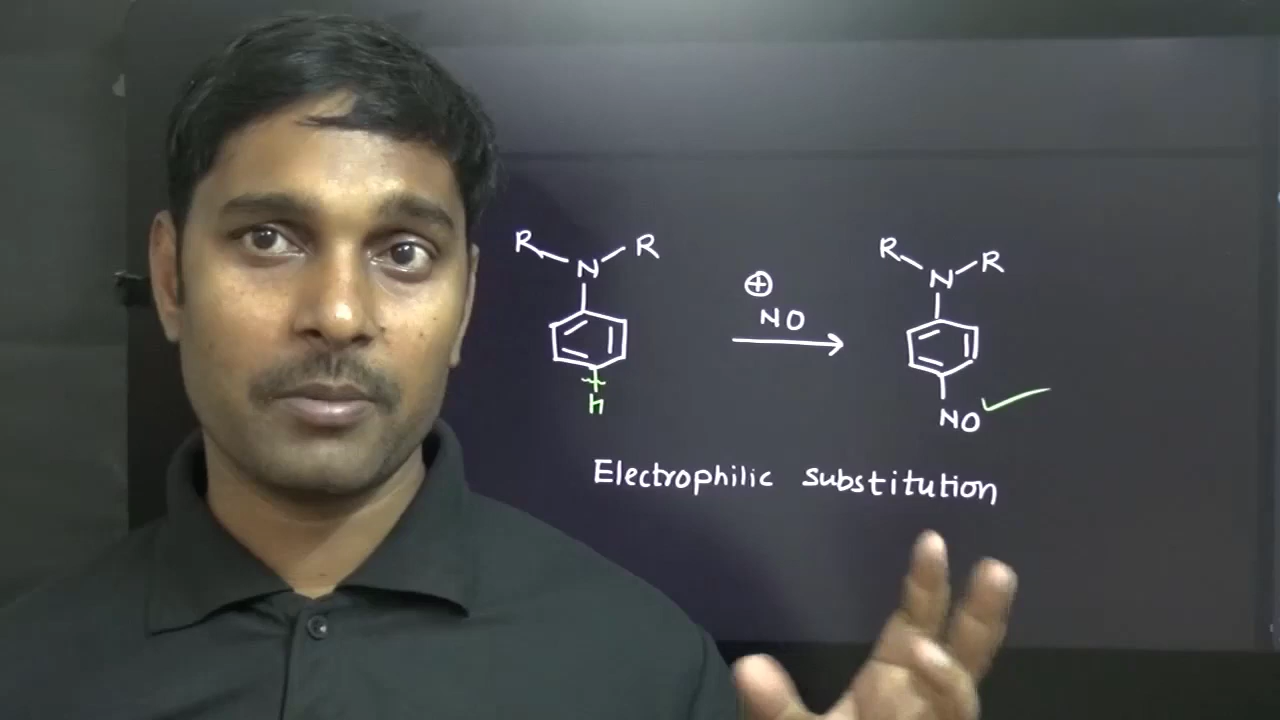 R R R R
N N
⊕
NO
H
NO
Electrophilic substitution